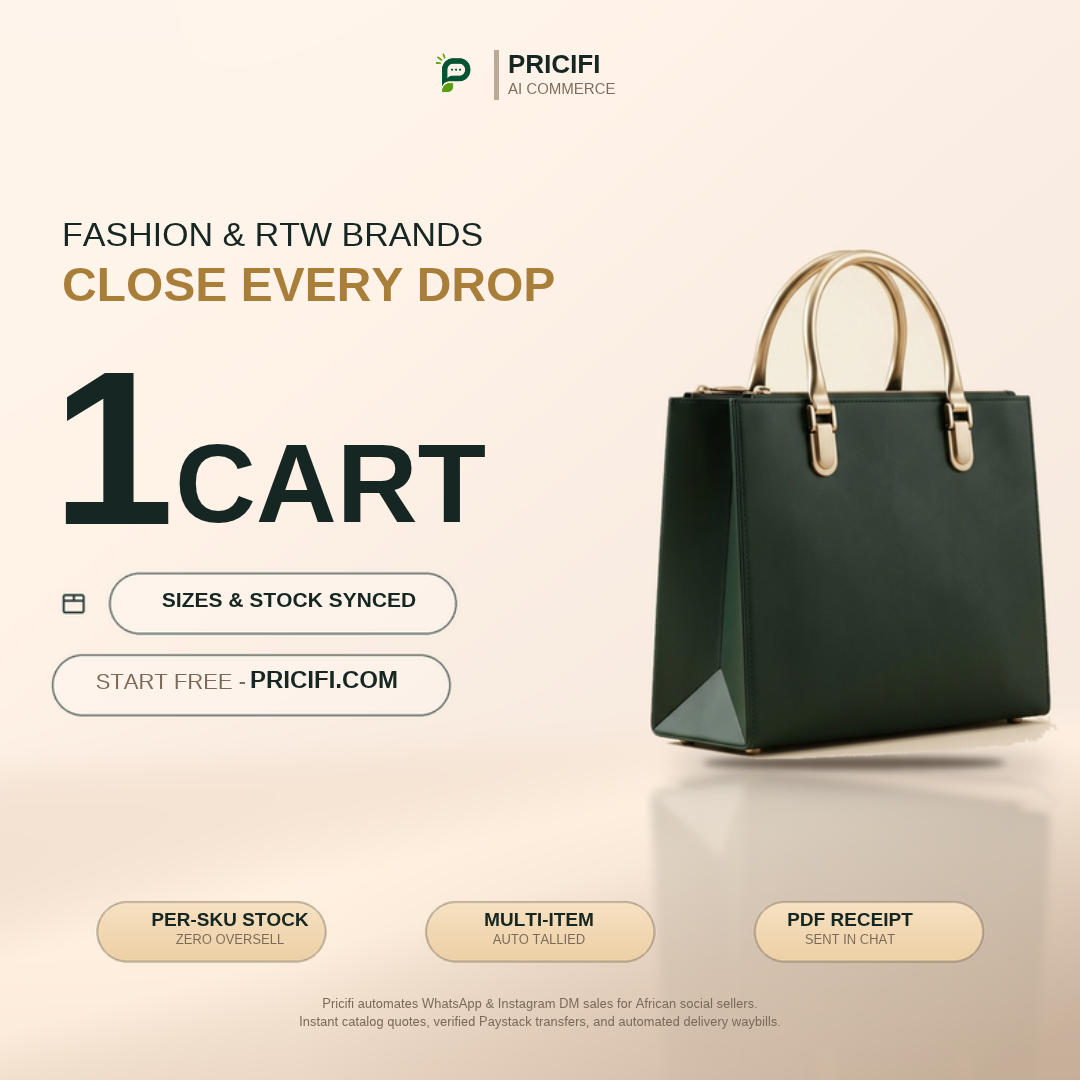 PRICIFI
AI COMMERCE
FASHION & RTW BRANDS
CLOSE EVERY DROP
1 CART
SIZES & STOCK SYNCED
START FREE - PRICIFI.COM
PER-SKU STOCK
ZERO OVERSELL
MULTI-ITEM
AUTO TALLIED
PDF RECEIPT
SENT IN CHAT
Pricifi automates WhatsApp & Instagram DM sales for African social sellers.
Instant catalog quotes, verified Paystack transfers, and automated delivery waybills.